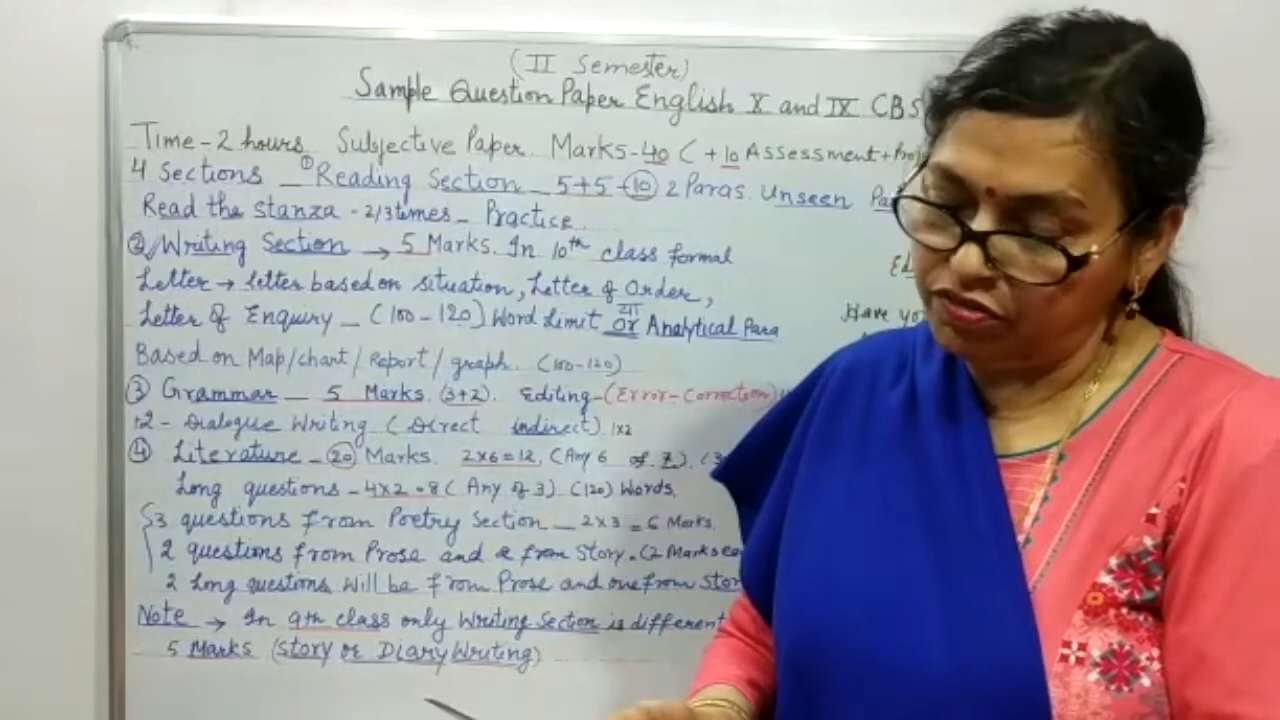 (II Semester)
Sample Question Paper English X and IX CBS
Time - 2 hours Subjective Paper. Marks - 40 ( + 10 Assessment + Proj
4 Sections _ ① Reading Section _ 5+5 - ⑩ 2 Paras. Unseen Pa
Read the stanza - 2/3 times _ Practice
② Writing Section → 5 Marks. In 10th class formal
Letter → letter based on situation, Letter of Order,
Letter of Enquiry _ (100 - 120) Word Limit या Or Analytical Para
Based on Map/chart / Report / graph. (100-120)
③ Grammar _ 5 Marks. (3+2). Editing - (Error-Correction)
+2 - Dialogue Writing ( Direct indirect) 1x2
④ Literature - ⑳ Marks. 2x6=12, (Any 6 of 7). (3
Long questions - 4x2 = 8 ( Any of 3) (120) Words,
3 questions from Poetry Section _ 2x3 = 6 Marks.
2 questions from Prose and 2 from Story. (2 Marks
2 Long questions will be from Prose and one from Stor
Note → In 9th class only Writing Section is different
5 Marks (Story or Diary Writing)
Ed
Have yo